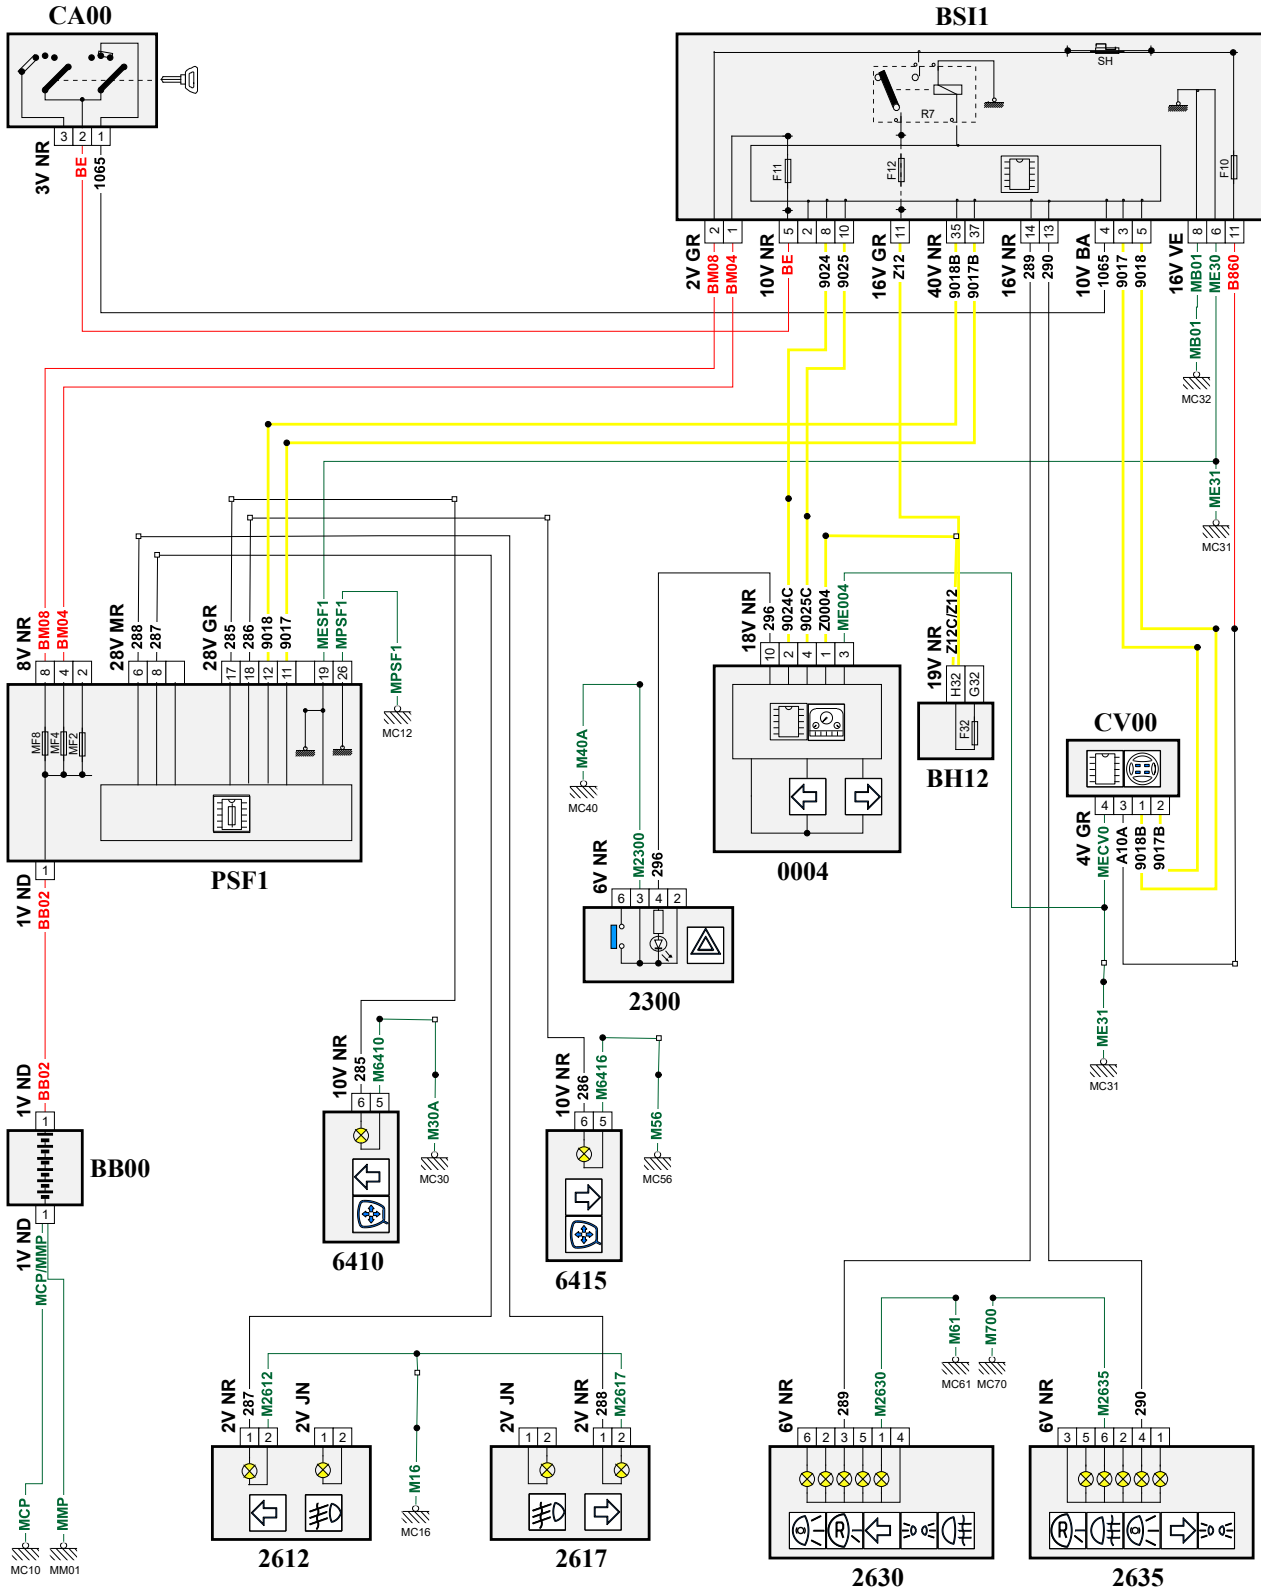 CA00
BSI1
SH
R7
F11
F12
F10
3 2 1
3V NR
BE
1065
2 1
2V GR
BM08
BM04
5 2 8 10
10V NR
BE
9024
9025
11
16V GR
Z12
35 37
40V NR
9018B
9017B
14 13
16V NR
289
290
4 3 5
10V BA
1065
9017
9018
8 6 11
16V VE
MB01
ME30
B860
MB01
MC32
ME31
MC31
8V NR
BM08
BM04
8 4 2
28V MR
288
287
6 8
28V GR
285
286
9018
9017
17 18 12 11
MESF1
MPSF1
19 26
MPSF1
MC12
MF8
MF4
MF2
PSF1
1
1V ND
BB02
18V NR
296
9024C
9025C
Z0004
ME004
10 2 4 1 3
0004
19V NR
Z12C/Z12
H32 G32
F32
BH12
CV00
4 3 1 2
4V GR
MECV0
A10A
9018B
9017B
ME31
MC31
M40A
MC40
6V NR
M2300
296
6 3 4 2
2300
1V ND
BB02
1
BB00
1
1V ND
MCP/MMP
MCP
MMP
MC10
MM01
10V NR
285
M6410
6 5
M30A
MC30
6410
10V NR
286
M6416
6 5
M56
MC56
6415
2V NR
287
M2612
2V JN
1 2
1 2
2612
M16
MC16
2V JN
2V NR
288
M2617
1 2
1 2
2617
6V NR
289
M2630
6 2 3 5 1 4
M61
MC61
R
2630
M700
MC70
6V NR
M2635
290
3 5 6 2 4 1
R
2635